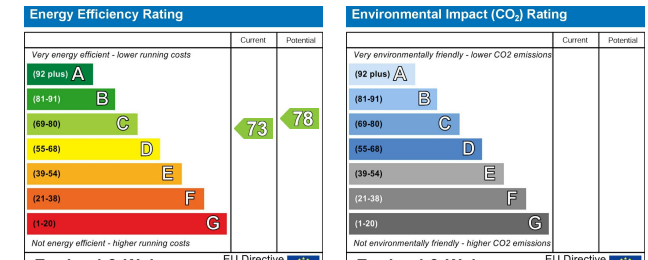 Energy Efficiency Rating
Current Potential
Very energy efficient - lower running costs
(92 plus) A
(81-91) B
(69-80) C
(55-68) D
(39-54) E
(21-38) F
(1-20) G
73
78
Not energy efficient - higher running costs
EU Directive
Environmental Impact (CO₂) Rating
Current Potential
Very environmentally friendly - lower CO2 emissions
(92 plus) A
(81-91) B
(69-80) C
(55-68) D
(39-54) E
(21-38) F
(1-20) G
Not environmentally friendly - higher CO2 emissions
EU Directive